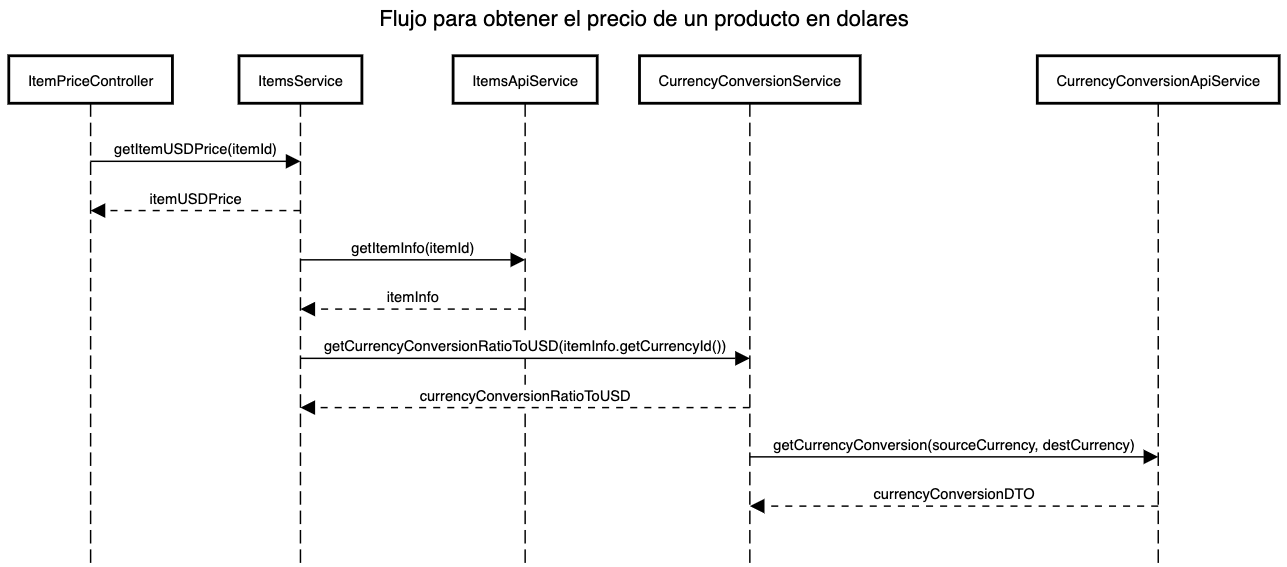 Flujo para obtener el precio de un producto en dolares
ItemPriceController
ItemsService
ItemsApiService
CurrencyConversionService
CurrencyConversionApiService
getItemUSDPrice(itemId)
itemUSDPrice
getItemInfo(itemId)
itemInfo
getCurrencyConversionRatioToUSD(itemInfo.getCurrencyId())
currencyConversionRatioToUSD
getCurrencyConversion(sourceCurrency, destCurrency)
currencyConversionDTO